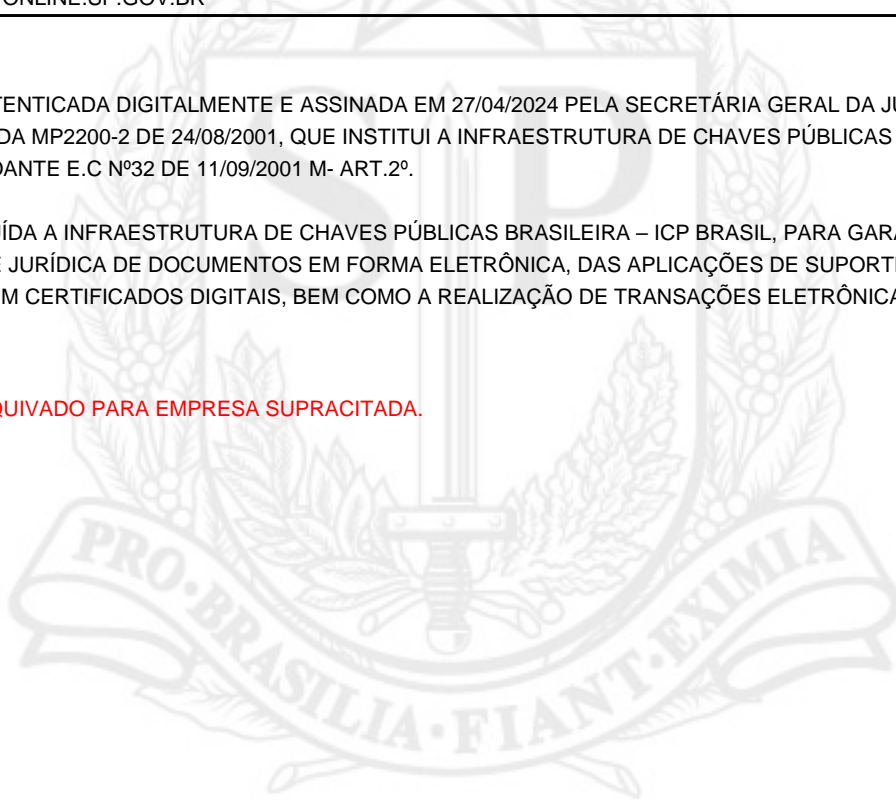 ONLINE.SP.GOV.BR
TENTICADA DIGITALMENTE E ASSINADA EM 27/04/2024 PELA SECRETÁRIA GERAL DA JU
DA MP2200-2 DE 24/08/2001, QUE INSTITUI A INFRAESTRUTURA DE CHAVES PÚBLICAS
DANTE E.C Nº32 DE 11/09/2001 M- ART.2º.
ÍDA A INFRAESTRUTURA DE CHAVES PÚBLICAS BRASILEIRA – ICP BRASIL, PARA GARA
E JURÍDICA DE DOCUMENTOS EM FORMA ELETRÔNICA, DAS APLICAÇÕES DE SUPORTE
M CERTIFICADOS DIGITAIS, BEM COMO A REALIZAÇÃO DE TRANSAÇÕES ELETRÔNICA
QUIVADO PARA EMPRESA SUPRACITADA.
SP
PRO·BRASILIA·FIANT·EXIMIA